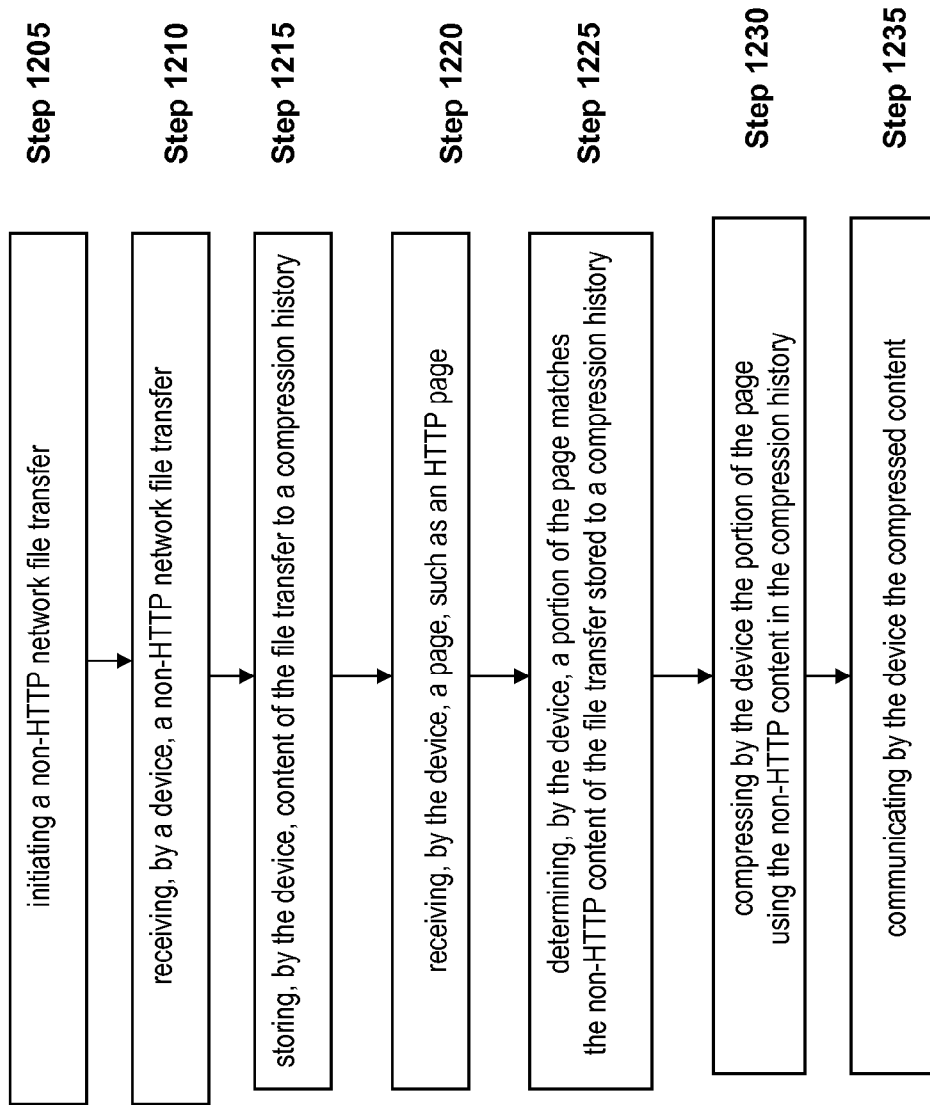 initiating a non-HTTP network file transfer
Step 1205
receiving, by a device, a non-HTTP network file transfer
Step 1210
storing, by the device, content of the file transfer to a compression history
Step 1215
receiving, by the device, a page, such as an HTTP page
Step 1220
determining, by the device, a portion of the page matches
the non-HTTP content of the file transfer stored to a compression history
Step 1225
compressing by the device the portion of the page
using the non-HTTP content in the compression history
Step 1230
communicating by the device the compressed content
Step 1235